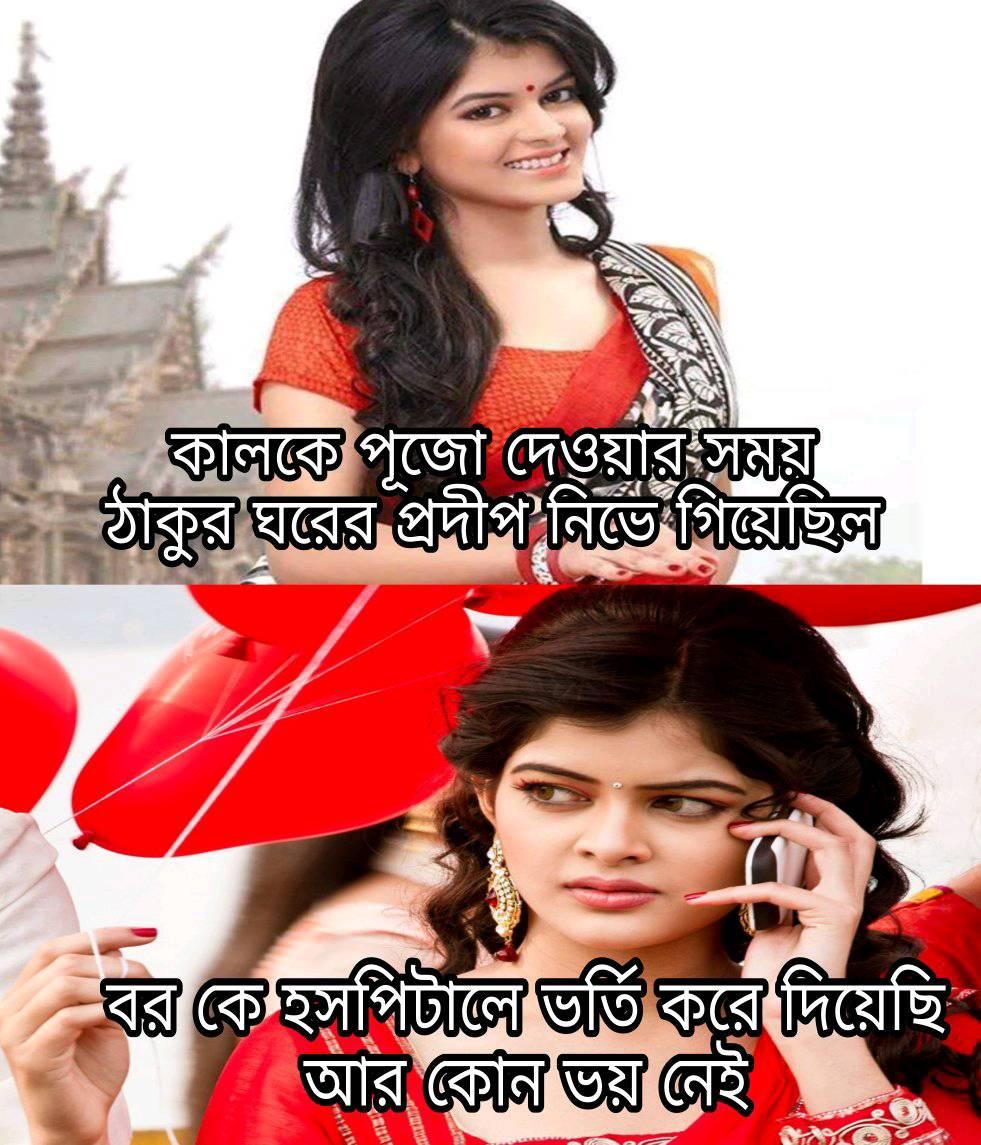 কালকে পূজো দেওয়ার সময়
ঠাকুর ঘরের প্রদীপ নিভে গিয়েছিল
বর কে হসপিটালে ভর্তি করে দিয়েছি
আর কোন ভয় নেই